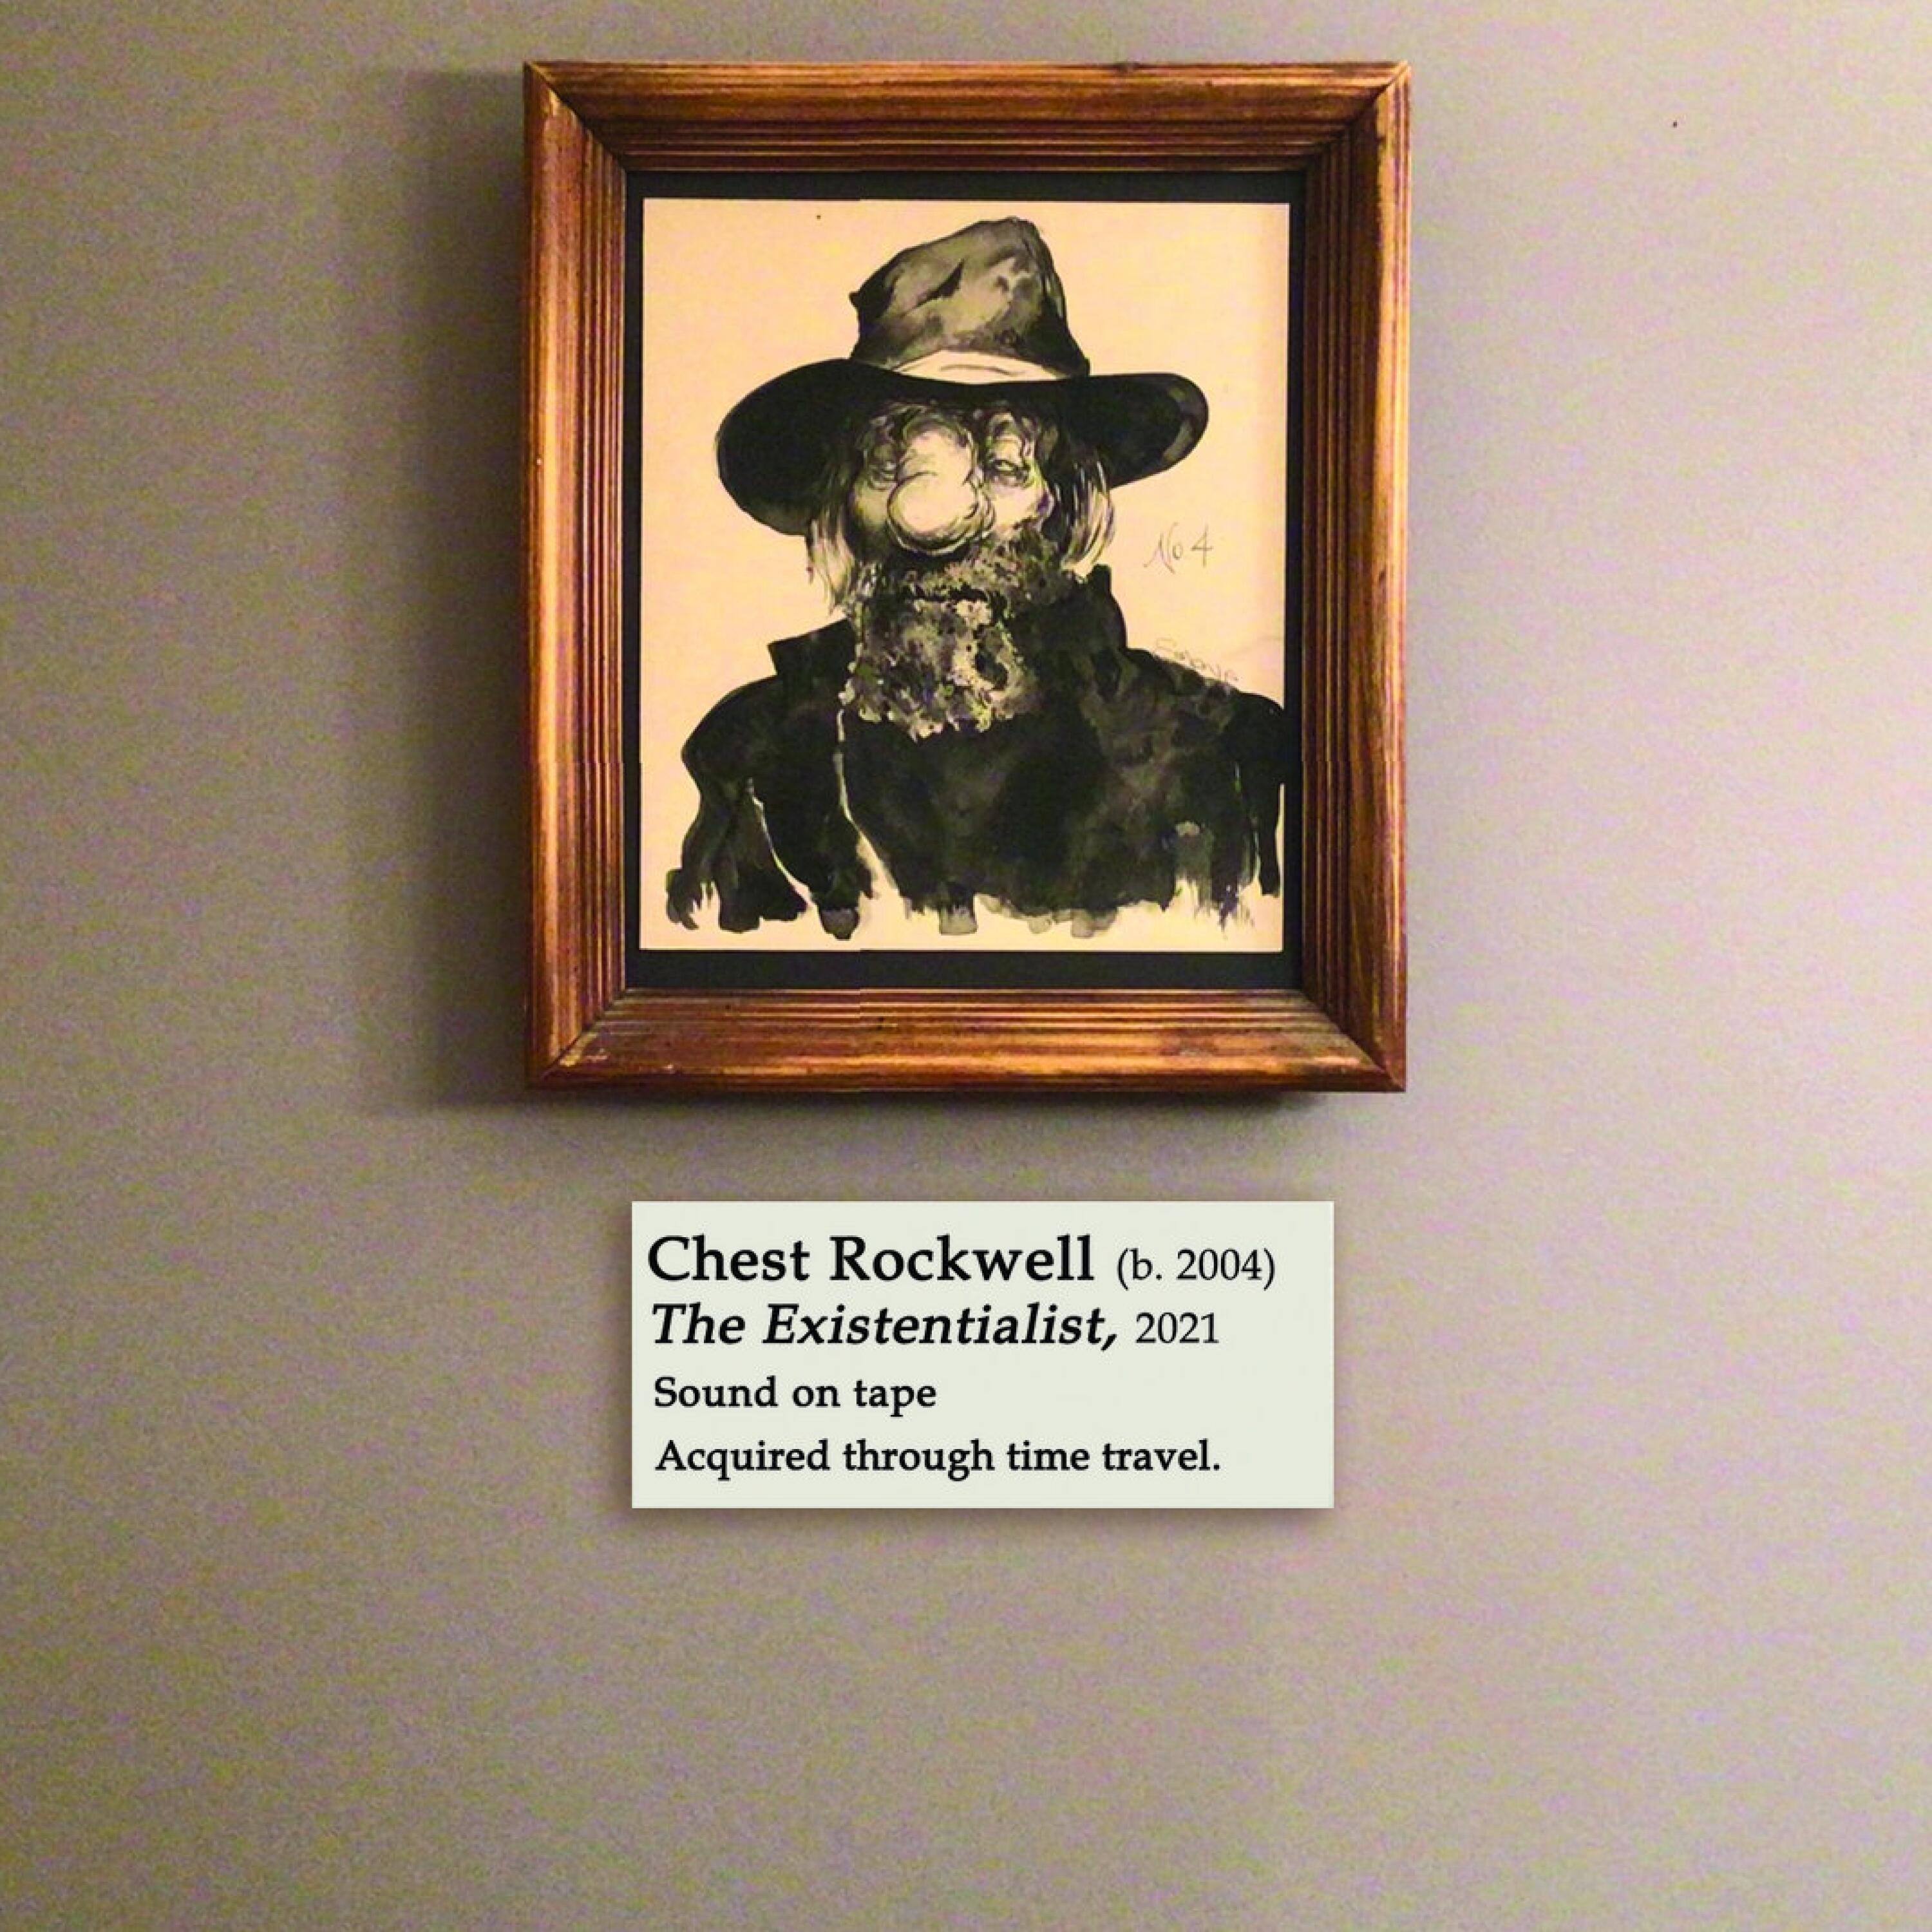 No 4
Chest Rockwell (b. 2004)
The Existentialist, 2021
Sound on tape
Acquired through time travel.